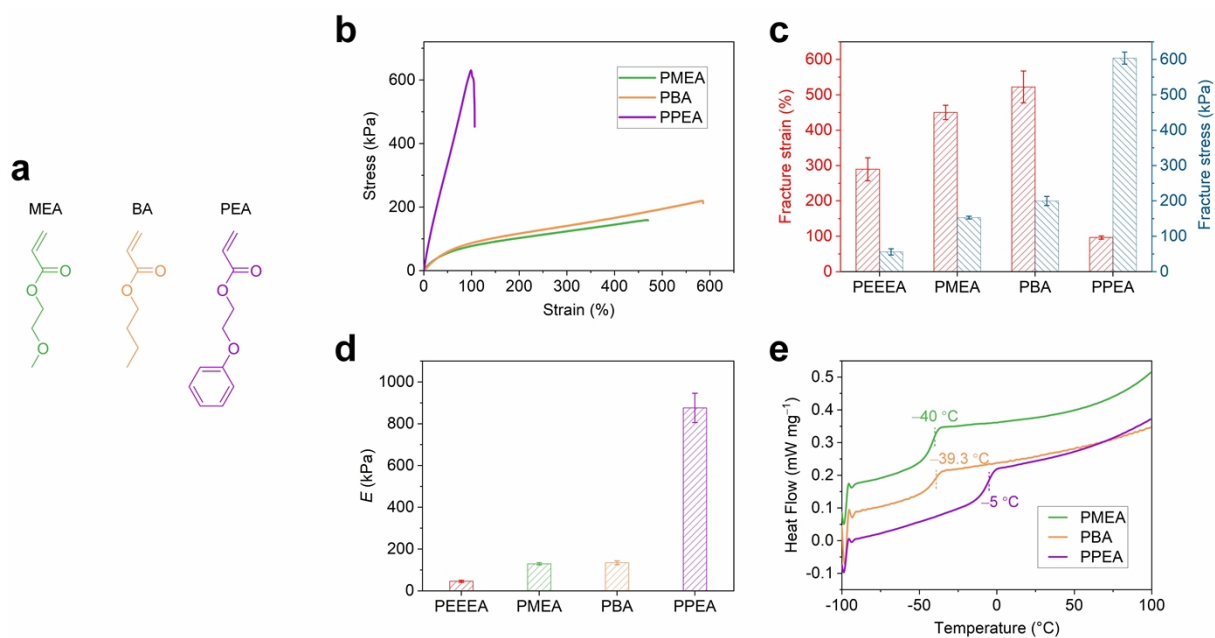 a
MEA
BA
PEA
O
O
O
O
O
O
O
O
b
Stress (kPa)
600
400
200
0
PMEA
PBA
PPEA
0 100 200 300 400 500 600
Strain (%)
c
Fracture strain (%)
600
500
400
300
200
100
0
PEEEA PMEA PBA PPEA
600
500
400
300
200
100
0
Fracture stress (kPa)
d
E (kPa)
1000
800
600
400
200
0
PEEEA PMEA PBA PPEA
e
Heat Flow (mW mg⁻¹)
0.5
0.4
0.3
0.2
0.1
0.0
-0.1
–40 °C
–39.3 °C
–5 °C
PMEA
PBA
PPEA
-100 -50 0 50 100
Temperature (°C)